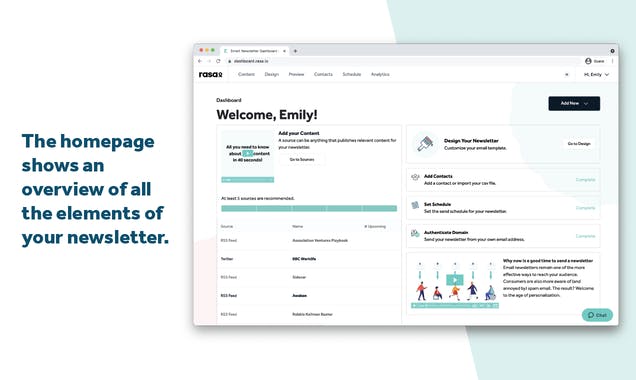 The homepage
shows an
overview of all
the elements of
your newsletter.
Email Newsletter Dashboard
dashboard.rasa.io
Guest
rasa
Content Design Preview Contacts Schedule Analytics
Hi, Emily
Dashboard
Welcome, Emily!
Add New
All you need to know
about content
in 40 seconds!
Add your Content
A source can be anything that publishes relevant content for
your newsletter.
Go to Sources
At least 5 sources are recommended.
Source Name # Upcoming
RSS Feed Association Ventures Playbook
Twitter BBC Worklife
RSS Feed Sidecar
RSS Feed Awaken
RSS Feed
Design Your Newsletter
Customize your email template.
Go to Design
Add Contacts
Add a contact or import your csv file.
Complete
Set Schedule
Set the send schedule for your newsletter.
Complete
Authenticate Domain
Send your newsletter from your own email address.
Complete
Why now is a good time to send a newsletter
Email newsletters remain one of the more
effective ways to reach your audience.
Consumers are also more aware of (and
annoyed by) spam email. The result? Welcome
to the age of personalization.
Chat